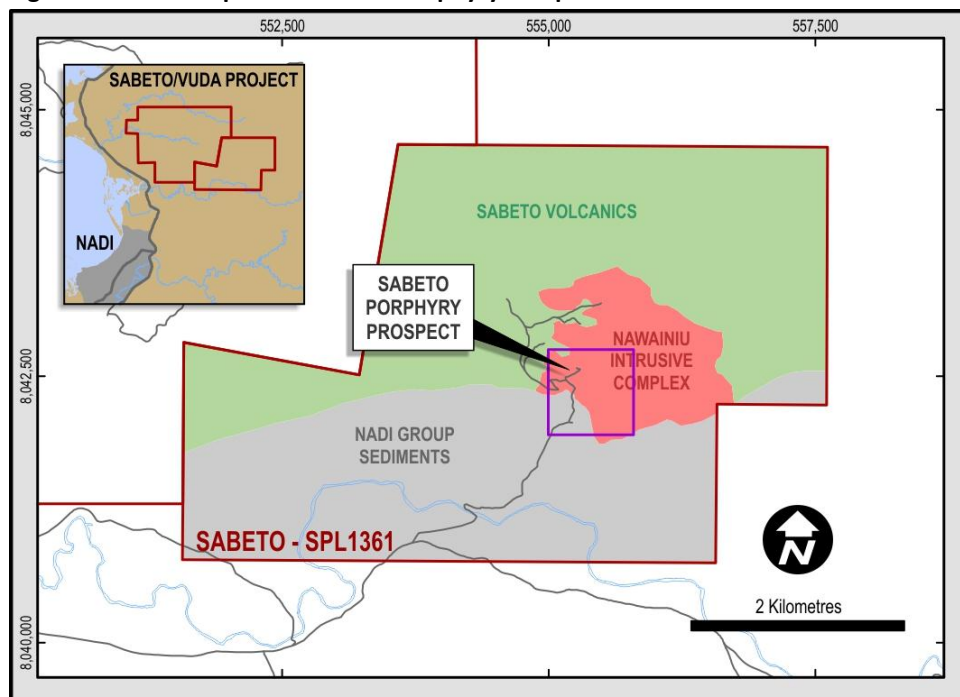 552,500
555,000
557,500
8,045,000
8,042,500
8,040,000
SABETO/VUDA PROJECT
NADI
SABETO VOLCANICS
SABETO
PORPHYRY
PROSPECT
NAWAINIU
INTRUSIVE
COMPLEX
NADI GROUP
SEDIMENTS
SABETO - SPL1361
N
2 Kilometres